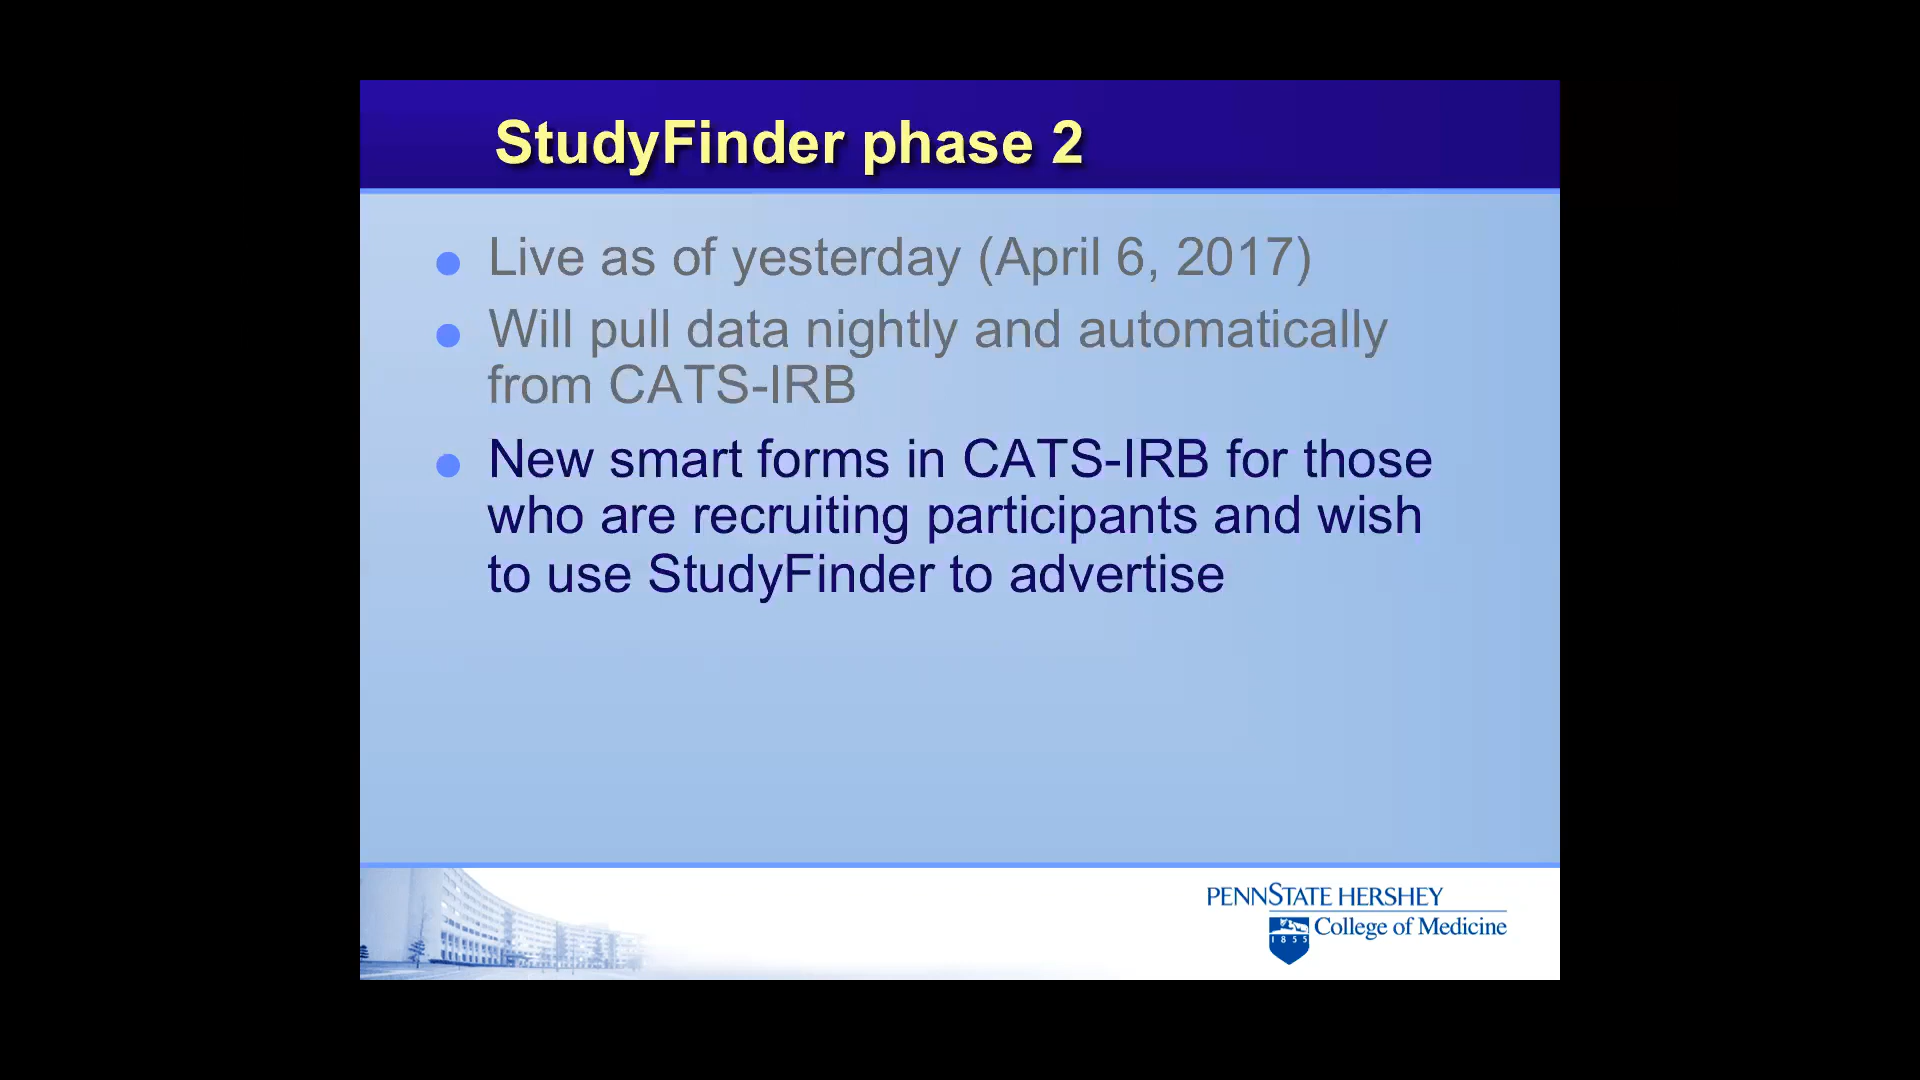 StudyFinder phase 2
Live as of yesterday (April 6, 2017)
Will pull data nightly and automatically
from CATS-IRB
New smart forms in CATS-IRB for those
who are recruiting participants and wish
to use StudyFinder to advertise
PENNSTATE HERSHEY
College of Medicine
1855